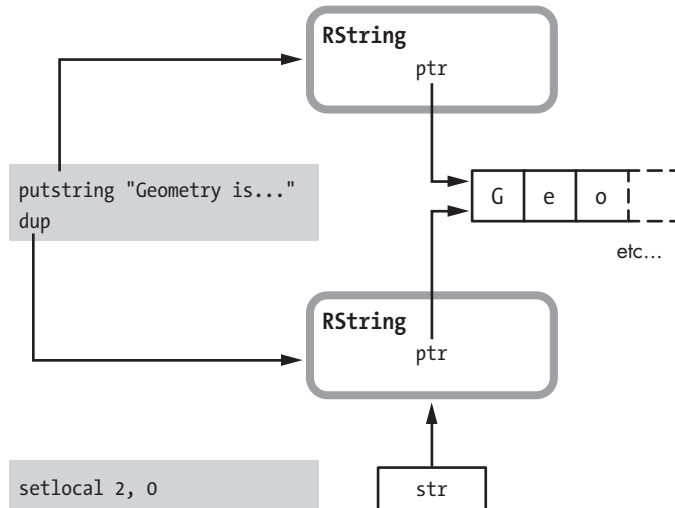 RString
ptr
putstring "Geometry is..."
dup
G e o
etc...
RString
ptr
setlocal 2, 0
str